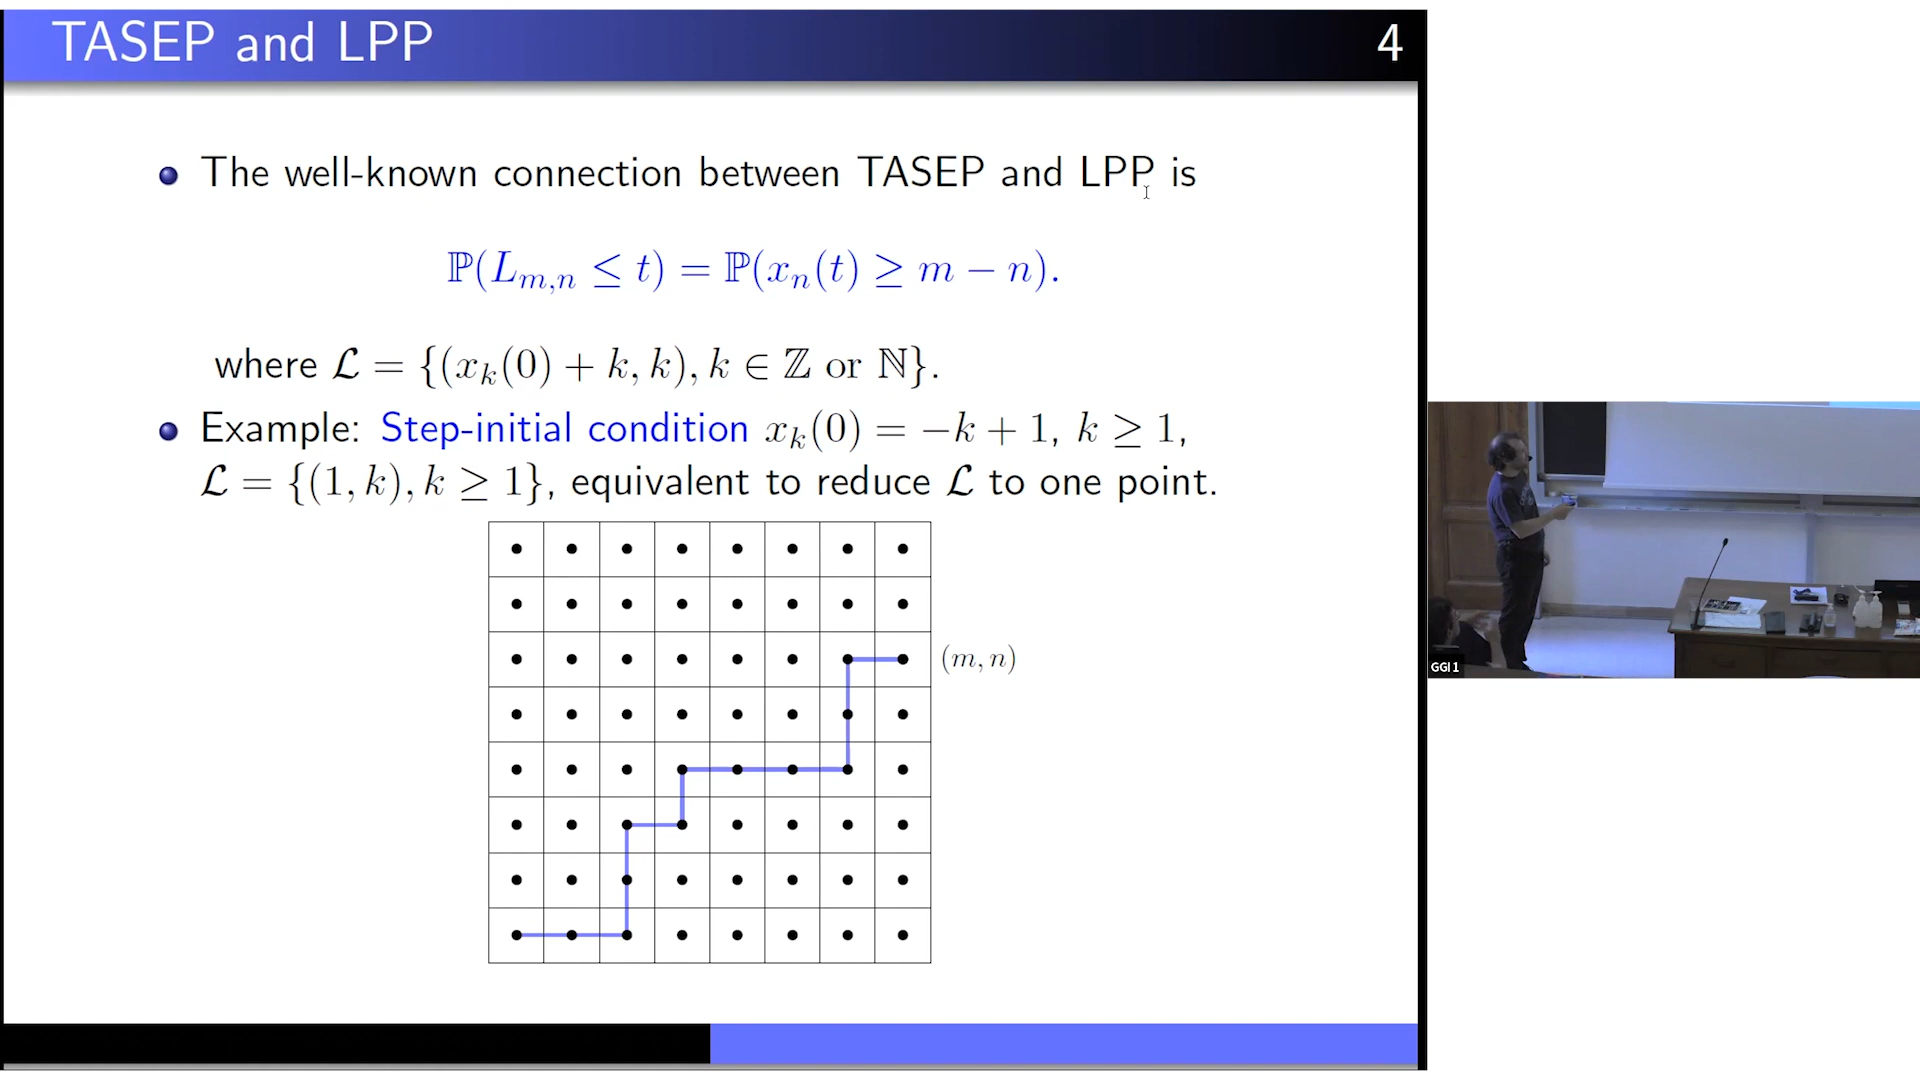 TASEP and LPP 4
The well-known connection between TASEP and LPP is
ℙ(L_{m,n} ≤ t) = ℙ(x_n(t) ≥ m − n).
where 𝓛 = {(x_k(0) + k, k), k ∈ ℤ or ℕ}.
Example: Step-initial condition x_k(0) = −k + 1, k ≥ 1,
𝓛 = {(1, k), k ≥ 1}, equivalent to reduce 𝓛 to one point.
(m, n)
GGI 1